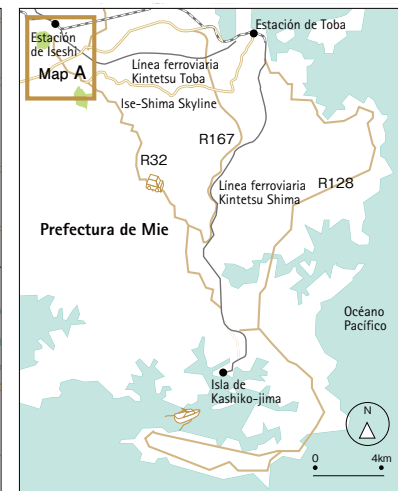 Estación de Toba
Estación
de Iseshi
Map A
Línea ferroviaria
Kintetsu Toba
Ise-Shima Skyline
R167
R32
Línea ferroviaria
Kintetsu Shima
R128
Prefectura de Mie
Océano
Pacífico
Isla de
Kashiko-jima
N
0 4km